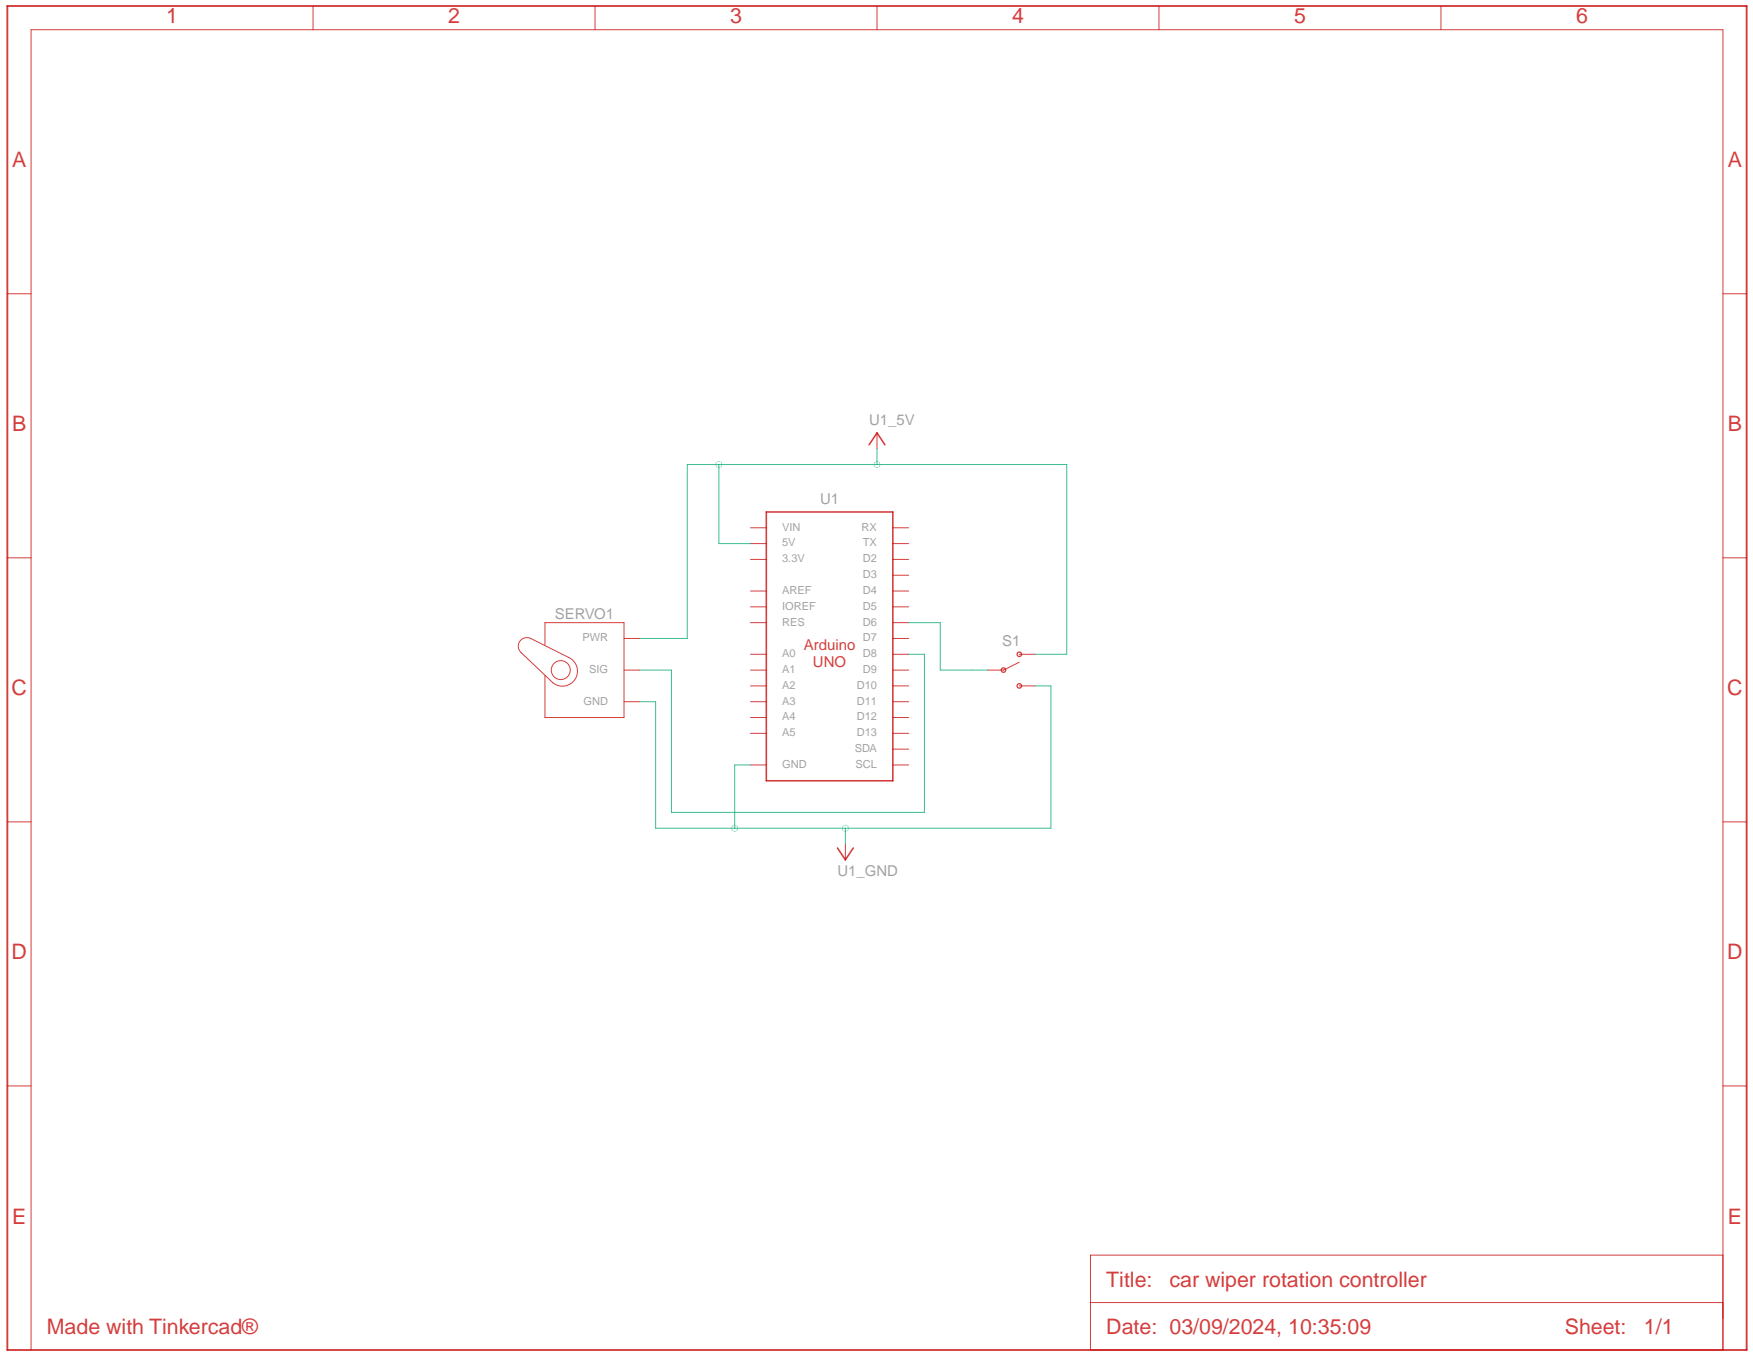 1 2 3 4 5 6
A A
B B
U1_5V
U1
VIN RX
5V TX
3.3V D2
D3
AREF D4
IOREF D5
RES D6
D7
A0 D8
A1 D9
A2 D10
A3 D11
A4 D12
A5 D13
SDA
GND SCL
Arduino
UNO
SERVO1
PWR
SIG
GND
S1
C C
U1_GND
D D
E E
Title: car wiper rotation controller
Made with Tinkercad®
Date: 03/09/2024, 10:35:09 Sheet: 1/1